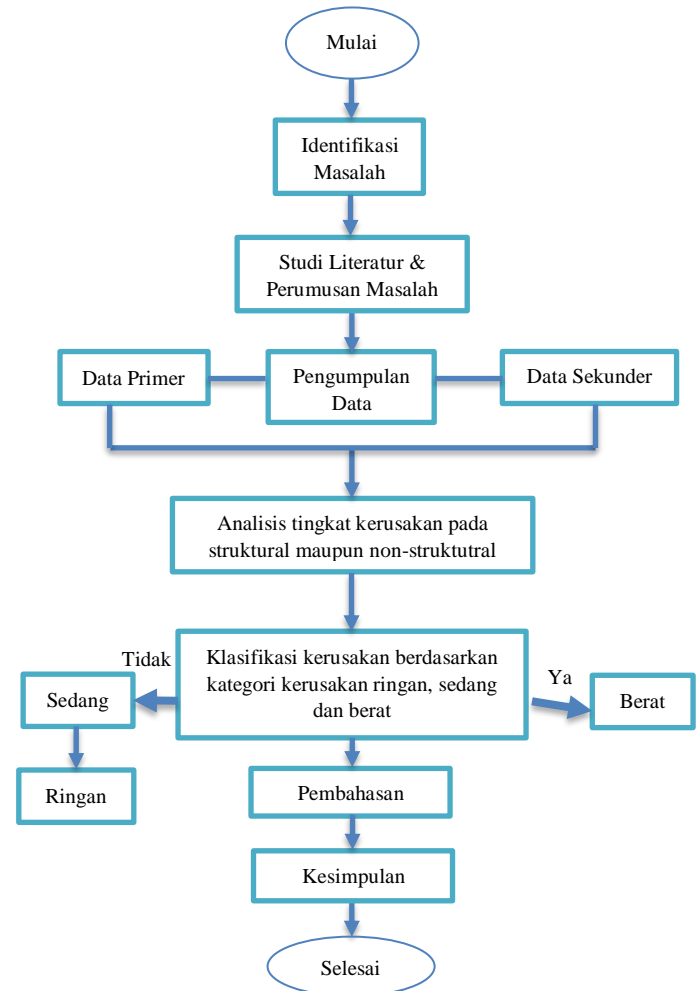 Mulai
Identifikasi
Masalah
Studi Literatur &
Perumusan Masalah
Data Primer
Pengumpulan
Data
Data Sekunder
Analisis tingkat kerusakan pada
struktural maupun non-struktutral
Tidak
Klasifikasi kerusakan berdasarkan
kategori kerusakan ringan, sedang
dan berat
Ya
Sedang
Berat
Ringan
Pembahasan
Kesimpulan
Selesai